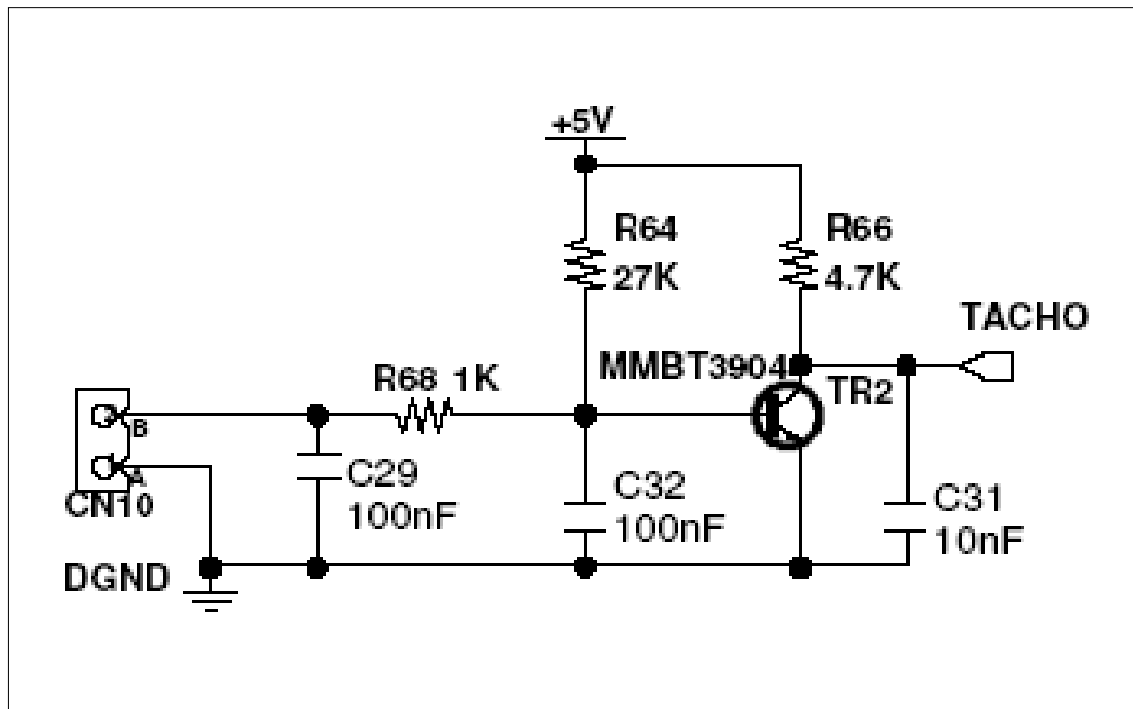 +5V
R64
27K
R66
4.7K
TACHO
MMBT3904
TR2
R68 1K
B
A
CN10
C29
100nF
C32
100nF
C31
10nF
DGND